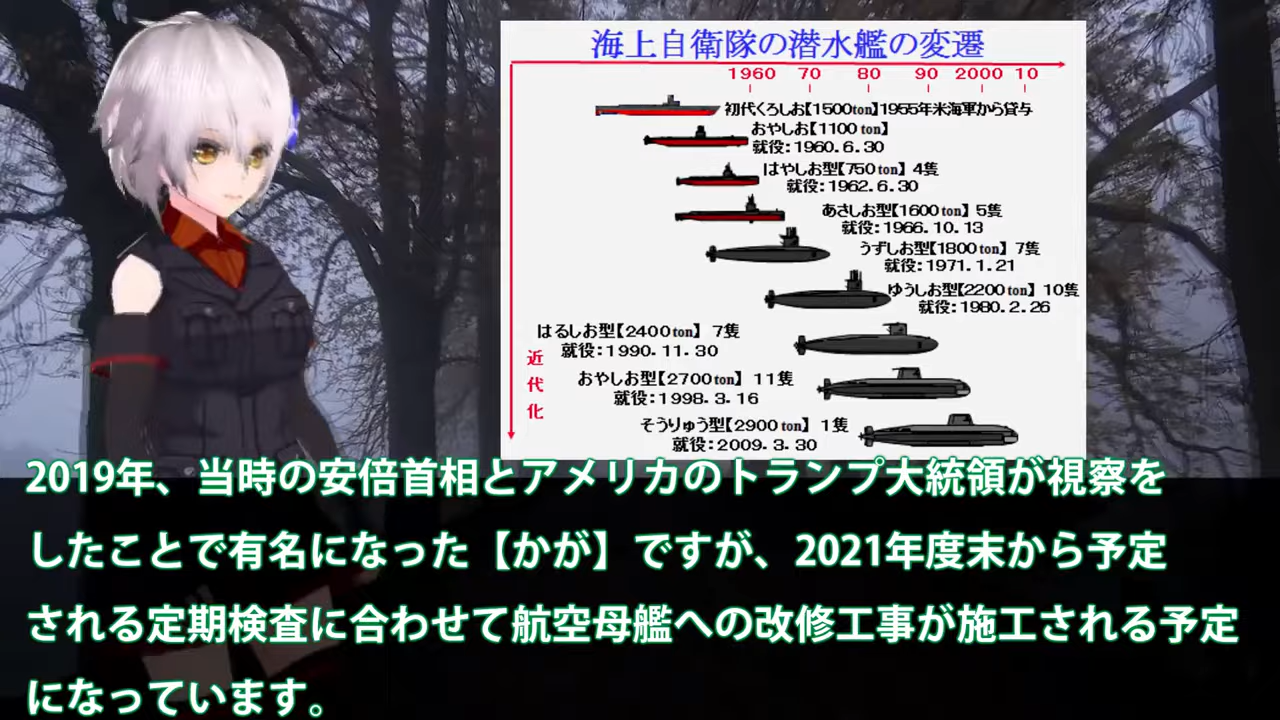 海上自衛隊の潜水艦の変遷
1960 70 80 90 2000 10
初代くろしお【1500ton】1955年米海軍から貸与
おやしお【1100 ton】
就役:1960.6.30
はやしお型【750 ton】 4隻
就役:1962.6.30
あさしお型【1600ton】 5隻
就役:1966.10.13
うずしお型【1800ton】 7隻
就役:1971.1.21
ゆうしお型【2200ton】 10隻
就役:1980.2.26
はるしお型【2400ton】 7隻
就役:1990.11.30
おやしお型【2700ton】 11隻
就役:1998.3.16
そうりゅう型【2900ton】 1隻
就役:2009.3.30
近代化
2019年、当時の安倍首相とアメリカのトランプ大統領が視察を
したことで有名になった【かが】ですが、2021年度末から予定
される定期検査に合わせて航空母艦への改修工事が施工される予定
になっています。